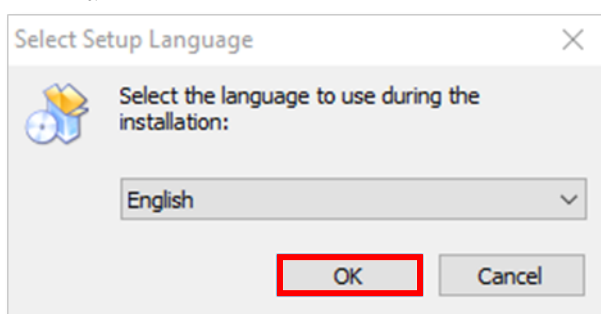 Select Setup Language
Select the language to use during the
installation:
English
OK
Cancel